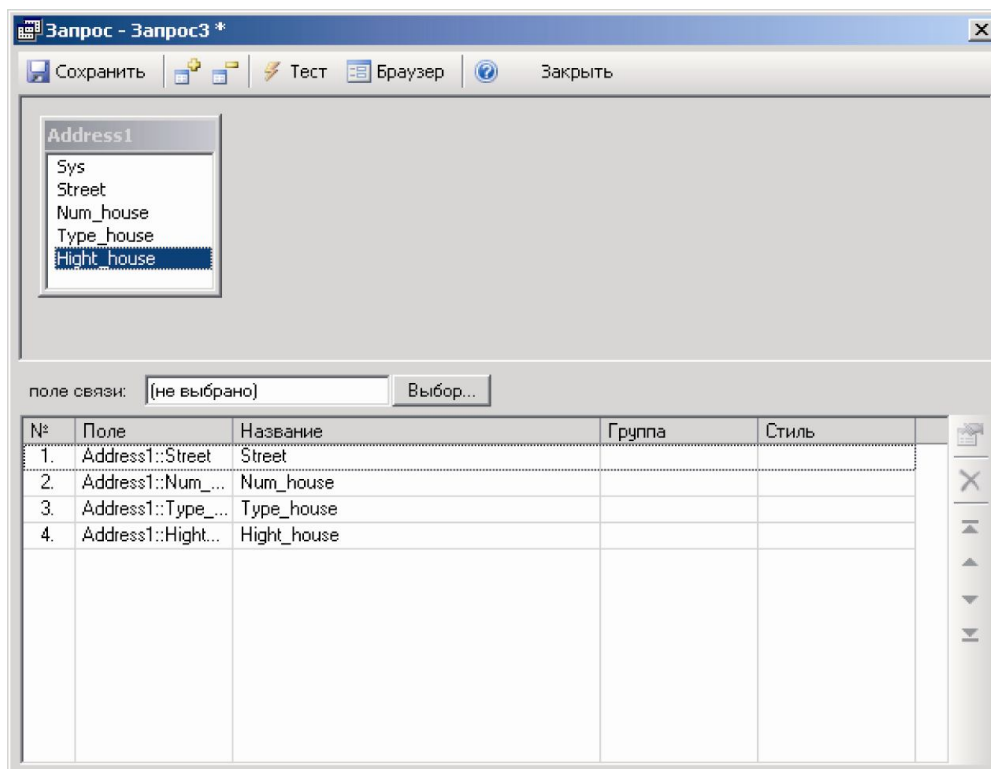 Запрос - Запрос3 *
Сохранить Тест Браузер Закрыть
Address1
Sys
Street
Num_house
Type_house
Hight_house
поле связи: (не выбрано) Выбор...
№ Поле Название Группа Стиль
1. Address1::Street Street
2. Address1::Num_... Num_house
3. Address1::Type_... Type_house
4. Address1::Hight... Hight_house